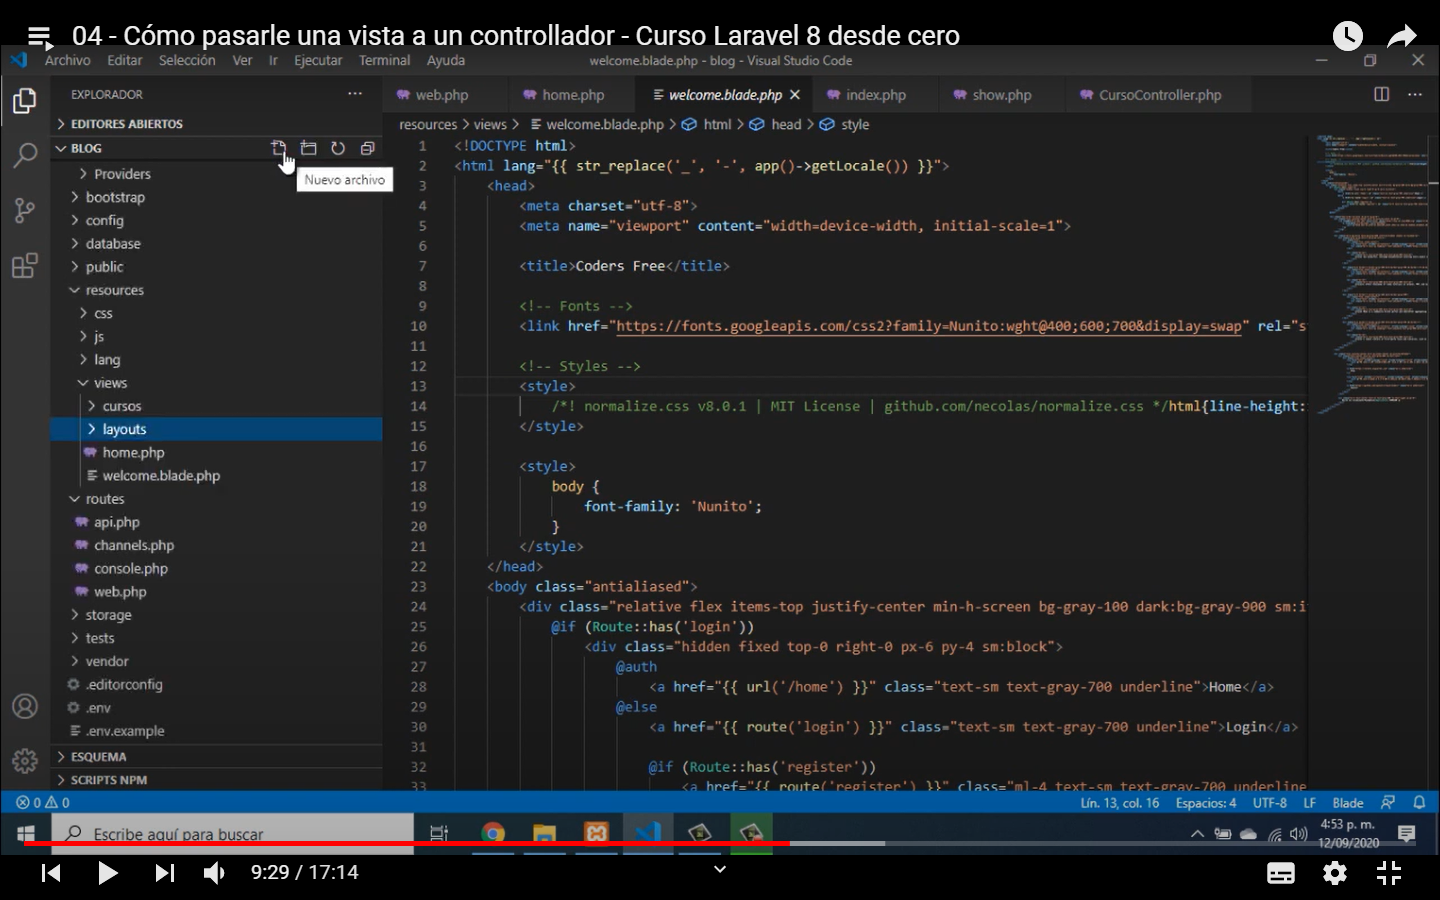 04 - Cómo pasarle una vista a un controllador - Curso Laravel 8 desde cero
Archivo Editar Selección Ver Ir Ejecutar Terminal Ayuda
welcome.blade.php - blog - Visual Studio Code
EXPLORADOR
EDITORES ABIERTOS
BLOG
Nuevo archivo
Providers
bootstrap
config
database
public
resources
css
js
lang
views
cursos
layouts
home.php
welcome.blade.php
routes
api.php
channels.php
console.php
web.php
storage
tests
vendor
.editorconfig
.env
.env.example
ESQUEMA
SCRIPTS NPM
web.php home.php welcome.blade.php index.php show.php CursoController.php
resources > views > welcome.blade.php > html > head > style
1 <!DOCTYPE html>
2 <html lang="{{ str_replace('_', '-', app()->getLocale()) }}">
3 <head>
4 <meta charset="utf-8">
5 <meta name="viewport" content="width=device-width, initial-scale=1">
6
7 <title>Coders Free</title>
8
9 <!-- Fonts -->
10 <link href="https://fonts.googleapis.com/css2?family=Nunito:wght@400;600;700&display=swap" rel="s
11
12 <!-- Styles -->
13 <style>
14 /*! normalize.css v8.0.1 | MIT License | github.com/necolas/normalize.css */html{line-height:
15 </style>
16
17 <style>
18 body {
19 font-family: 'Nunito';
20 }
21 </style>
22 </head>
23 <body class="antialiased">
24 <div class="relative flex items-top justify-center min-h-screen bg-gray-100 dark:bg-gray-900 sm:i
25 @if (Route::has('login'))
26 <div class="hidden fixed top-0 right-0 px-6 py-4 sm:block">
27 @auth
28 <a href="{{ url('/home') }}" class="text-sm text-gray-700 underline">Home</a>
29 @else
30 <a href="{{ route('login') }}" class="text-sm text-gray-700 underline">Login</a>
31
32 @if (Route::has('register'))
33 <a href="{{ route('register') }}" class="ml-4 text-sm text-gray-700 underline
0 0
Lín. 13, col. 16 Espacios: 4 UTF-8 LF Blade
Escribe aquí para buscar
4:53 p. m.
12/09/2020
9:29 / 17:14